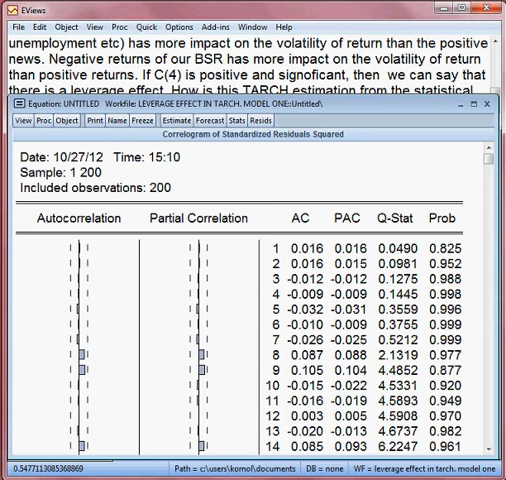 EViews
File Edit Object View Proc Quick Options Add-ins Window Help
unemployment etc) has more impact on the volatility of return than the positive
news. Negative returns of our BSR has more impact on the volatility of return
than positive returns. If C(4) is positive and signoficant, then we can say that
there is a leverage effect. How is this TARCH estimation from the statistical
Equation: UNTITLED Workfile: LEVERAGE EFFECT IN TARCH. MODEL ONE::Untitled\
View Proc Object Print Name Freeze Estimate Forecast Stats Resids
Correlogram of Standardized Residuals Squared
Date: 10/27/12 Time: 15:10
Sample: 1 200
Included observations: 200
Autocorrelation Partial Correlation AC PAC Q-Stat Prob
1 0.016 0.016 0.0490 0.825
2 0.016 0.015 0.0981 0.952
3 -0.012 -0.012 0.1275 0.988
4 -0.009 -0.009 0.1445 0.998
5 -0.032 -0.031 0.3559 0.996
6 -0.010 -0.009 0.3755 0.999
7 -0.026 -0.025 0.5212 0.999
8 0.087 0.088 2.1319 0.977
9 0.105 0.104 4.4852 0.877
10 -0.015 -0.022 4.5331 0.920
11 -0.016 -0.019 4.5893 0.949
12 0.003 0.005 4.5908 0.970
13 -0.020 -0.013 4.6737 0.982
14 0.085 0.093 6.2247 0.961
0.5477113085368869 Path = c:\users\komol\documents DB = none WF = leverage effect in tarch. model one